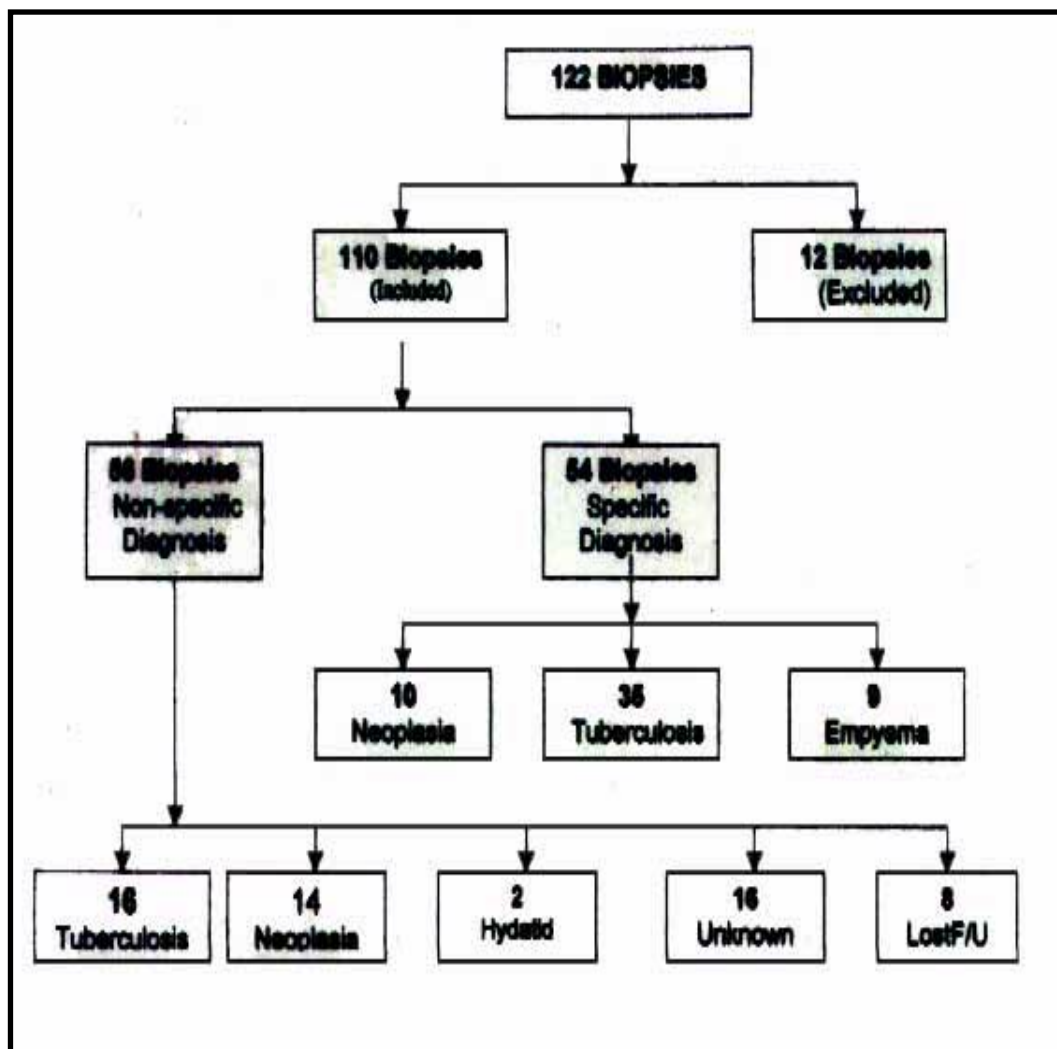 122 BIOPSIES
110 Biopsies
(Included)
12 Biopsies
(Excluded)
56 Biopsies
Non-specific
Diagnosis
54 Biopsies
Specific
Diagnosis
10
Neoplasia
35
Tuberculosis
9
Empyema
16
Tuberculosis
14
Neoplasia
2
Hydatid
16
Unknown
8
LostF/U